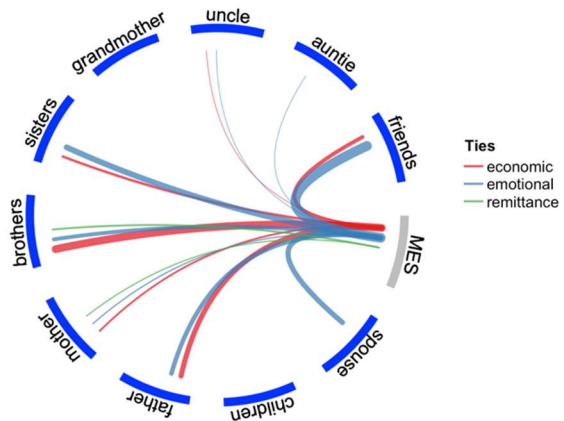 uncle
auntie
grandmother
friends
sisters
Ties
economic
emotional
remittance
brothers
MES
mother
spouse
father
children